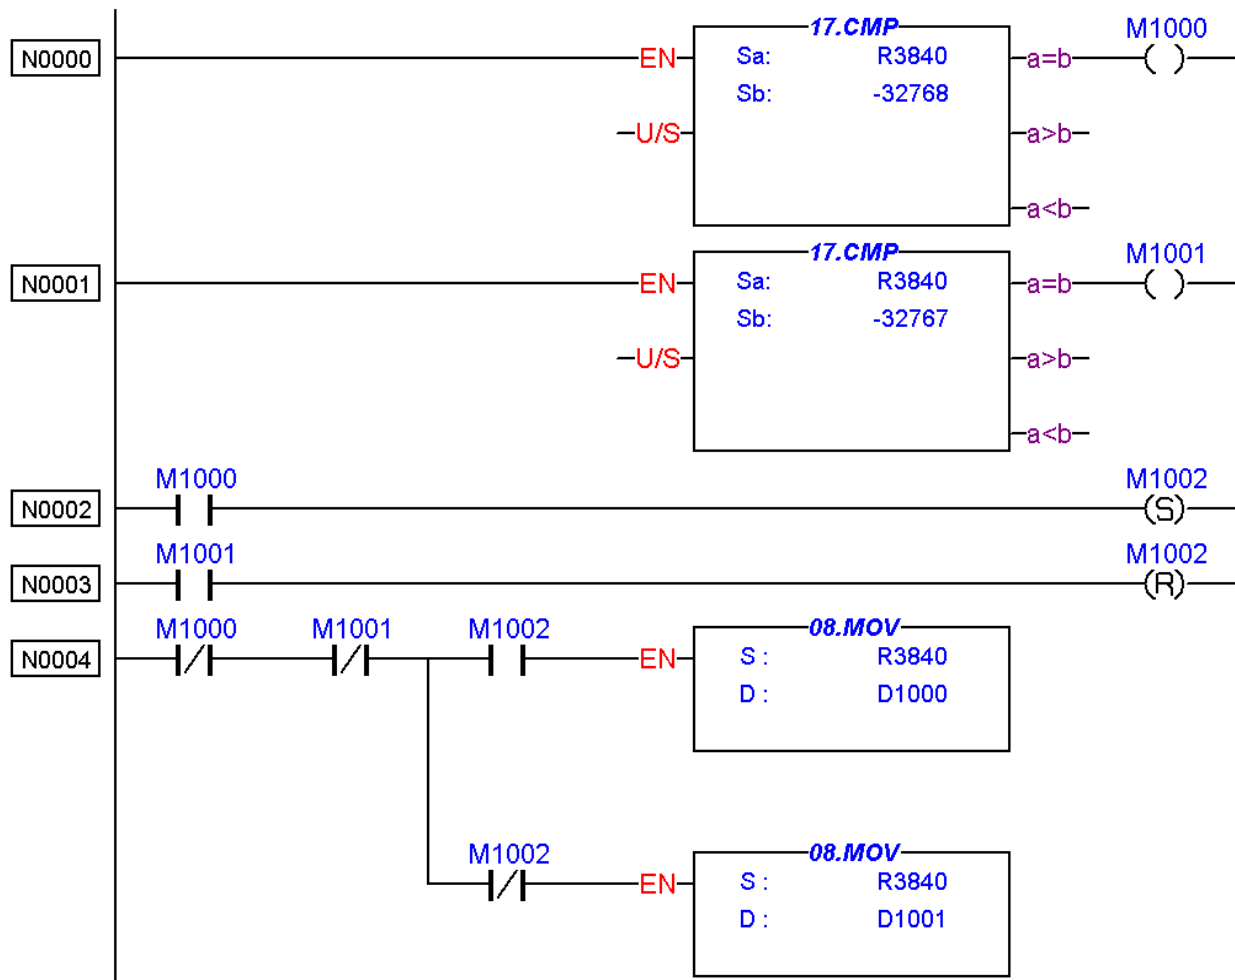 17.CMP M1000
N0000 EN Sa: R3840 a=b ( )
Sb: -32768
U/S a>b
a<b
17.CMP M1001
N0001 EN Sa: R3840 a=b ( )
Sb: -32767
U/S a>b
a<b
M1000 M1002
N0002 (S)
M1001 M1002
N0003 (R)
M1000 M1001 M1002 08.MOV
N0004 EN S : R3840
D : D1000
M1002 08.MOV
EN S : R3840
D : D1001